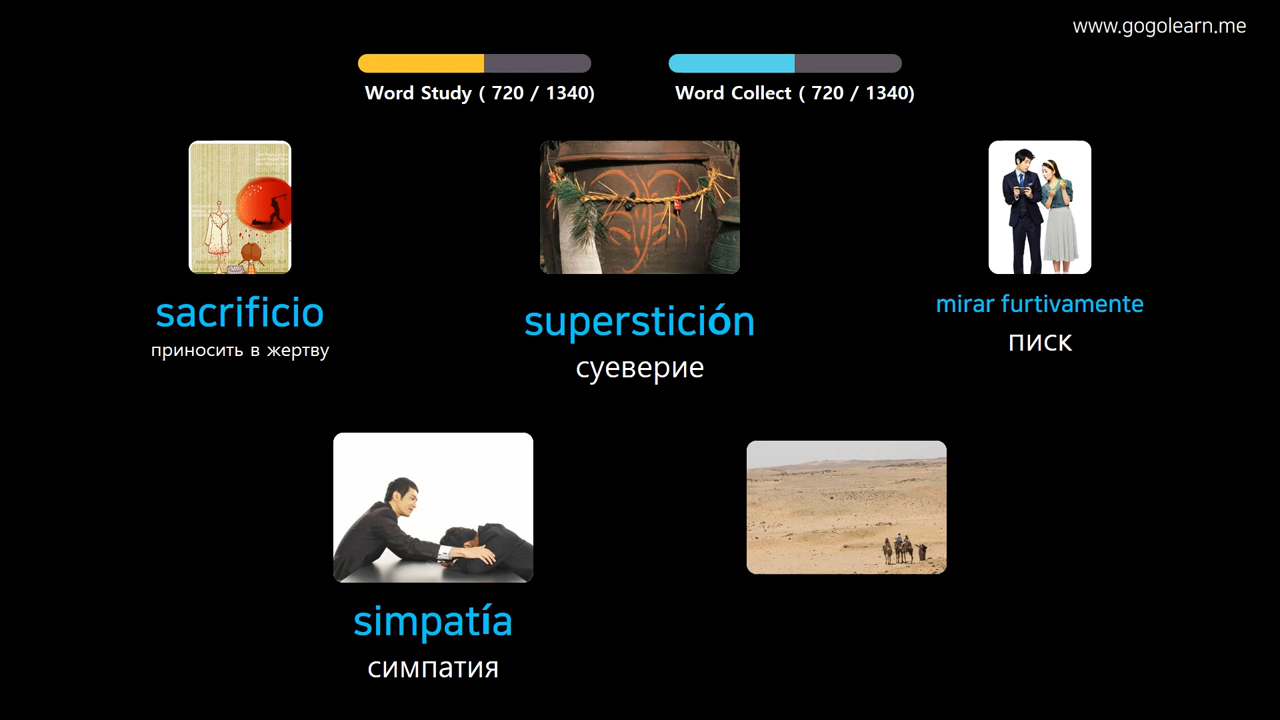 www.gogolearn.me
Word Study ( 720 / 1340)
Word Collect ( 720 / 1340)
sacrificio
приносить в жертву
superstición
суеверие
mirar furtivamente
писк
simpatía
симпатия